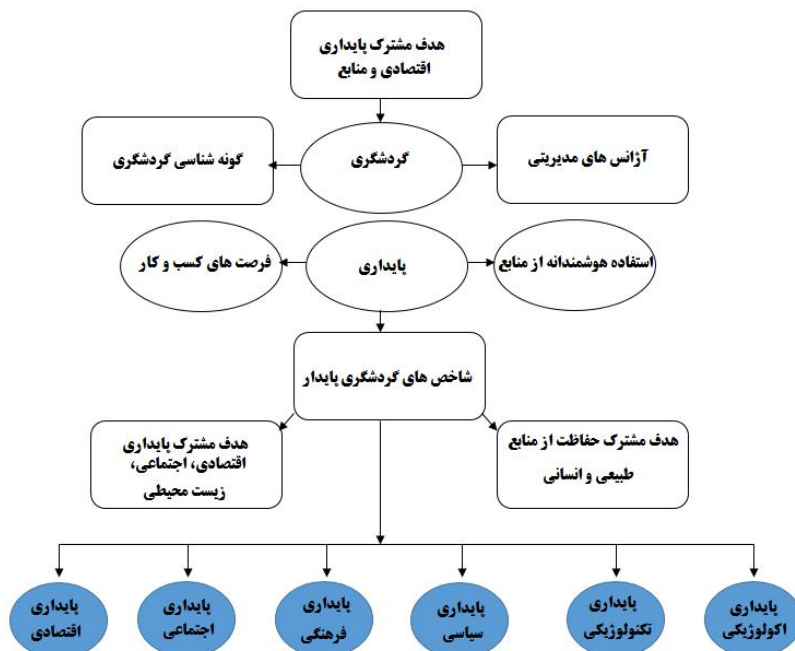 هدف مشترک پایداری
اقتصادی و منابع
آژانس های مدیریتی
گردشگری
گونه شناسی گردشگری
استفاده هوشمندانه از منابع
پایداری
فرصت های کسب و کار
شاخص های گردشگری پایدار
هدف مشترک حفاظت از منابع
طبیعی و انسانی
هدف مشترک پایداری
اقتصادی، اجتماعی،
زیست محیطی
پایداری
اکولوژیکی
پایداری
تکنولوژیکی
پایداری
سیاسی
پایداری
فرهنگی
پایداری
اجتماعی
پایداری
اقتصادی